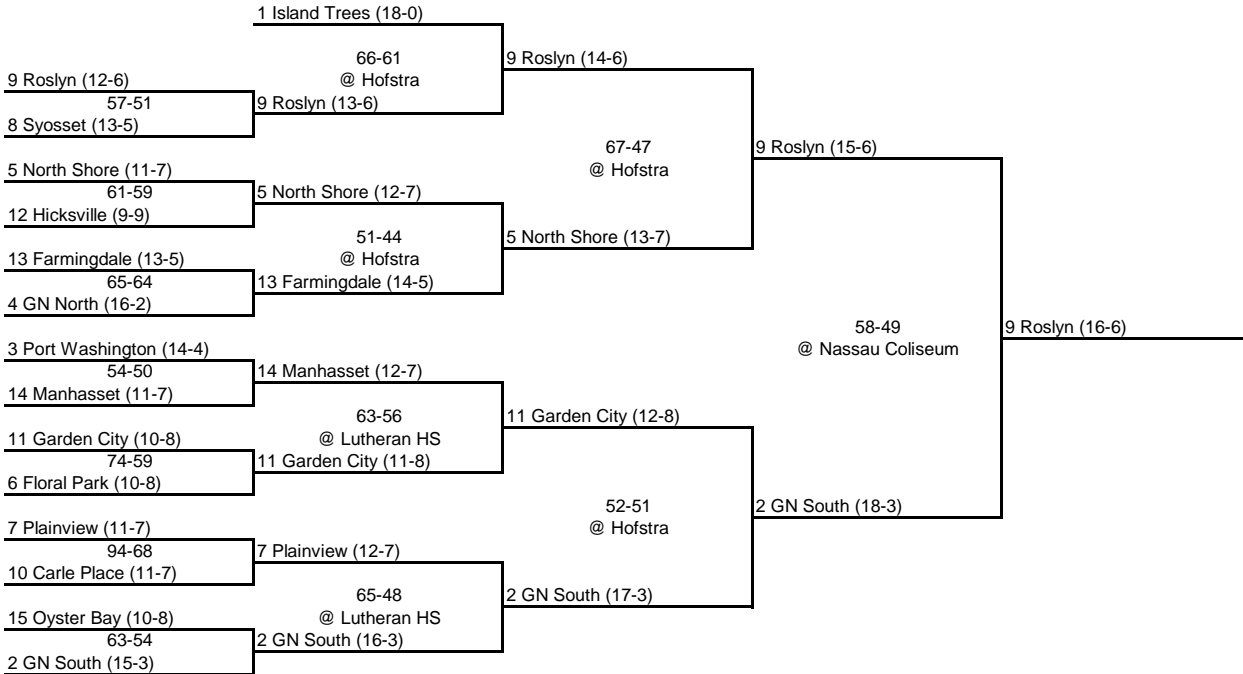 1 Island Trees (18-0)
66-61
@ Hofstra
9 Roslyn (14-6)
9 Roslyn (12-6)
57-51
9 Roslyn (13-6)
8 Syosset (13-5)
67-47
@ Hofstra
9 Roslyn (15-6)
5 North Shore (11-7)
61-59
5 North Shore (12-7)
12 Hicksville (9-9)
51-44
@ Hofstra
5 North Shore (13-7)
13 Farmingdale (13-5)
65-64
13 Farmingdale (14-5)
4 GN North (16-2)
58-49
@ Nassau Coliseum
9 Roslyn (16-6)
3 Port Washington (14-4)
54-50
14 Manhasset (12-7)
14 Manhasset (11-7)
63-56
@ Lutheran HS
11 Garden City (12-8)
11 Garden City (10-8)
74-59
11 Garden City (11-8)
6 Floral Park (10-8)
52-51
@ Hofstra
2 GN South (18-3)
7 Plainview (11-7)
94-68
7 Plainview (12-7)
10 Carle Place (11-7)
65-48
@ Lutheran HS
2 GN South (17-3)
15 Oyster Bay (10-8)
63-54
2 GN South (16-3)
2 GN South (15-3)